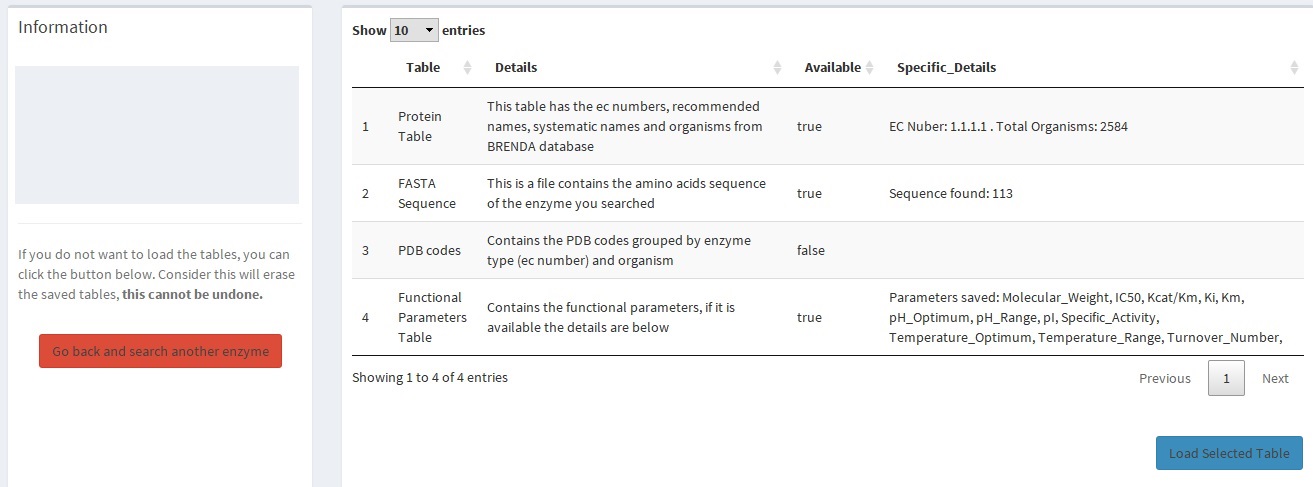 Information
If you do not want to load the tables, you can
click the button below. Consider this will erase
the saved tables, this cannot be undone.
Go back and search another enzyme
Show 10 entries
Table Details Available Specific_Details
1
Protein
Table
This table has the ec numbers, recommended
names, systematic names and organisms from
BRENDA database
true
EC Nuber: 1.1.1.1 . Total Organisms: 2584
2
FASTA
Sequence
This is a file contains the amino acids sequence
of the enzyme you searched
true
Sequence found: 113
3
PDB codes
Contains the PDB codes grouped by enzyme
type (ec number) and organism
false
4
Functional
Parameters
Table
Contains the functional parameters, if it is
available the details are below
true
Parameters saved: Molecular_Weight, IC50, Kcat/Km, Ki, Km,
pH_Optimum, pH_Range, pI, Specific_Activity,
Temperature_Optimum, Temperature_Range, Turnover_Number,
Showing 1 to 4 of 4 entries
Previous 1 Next
Load Selected Table